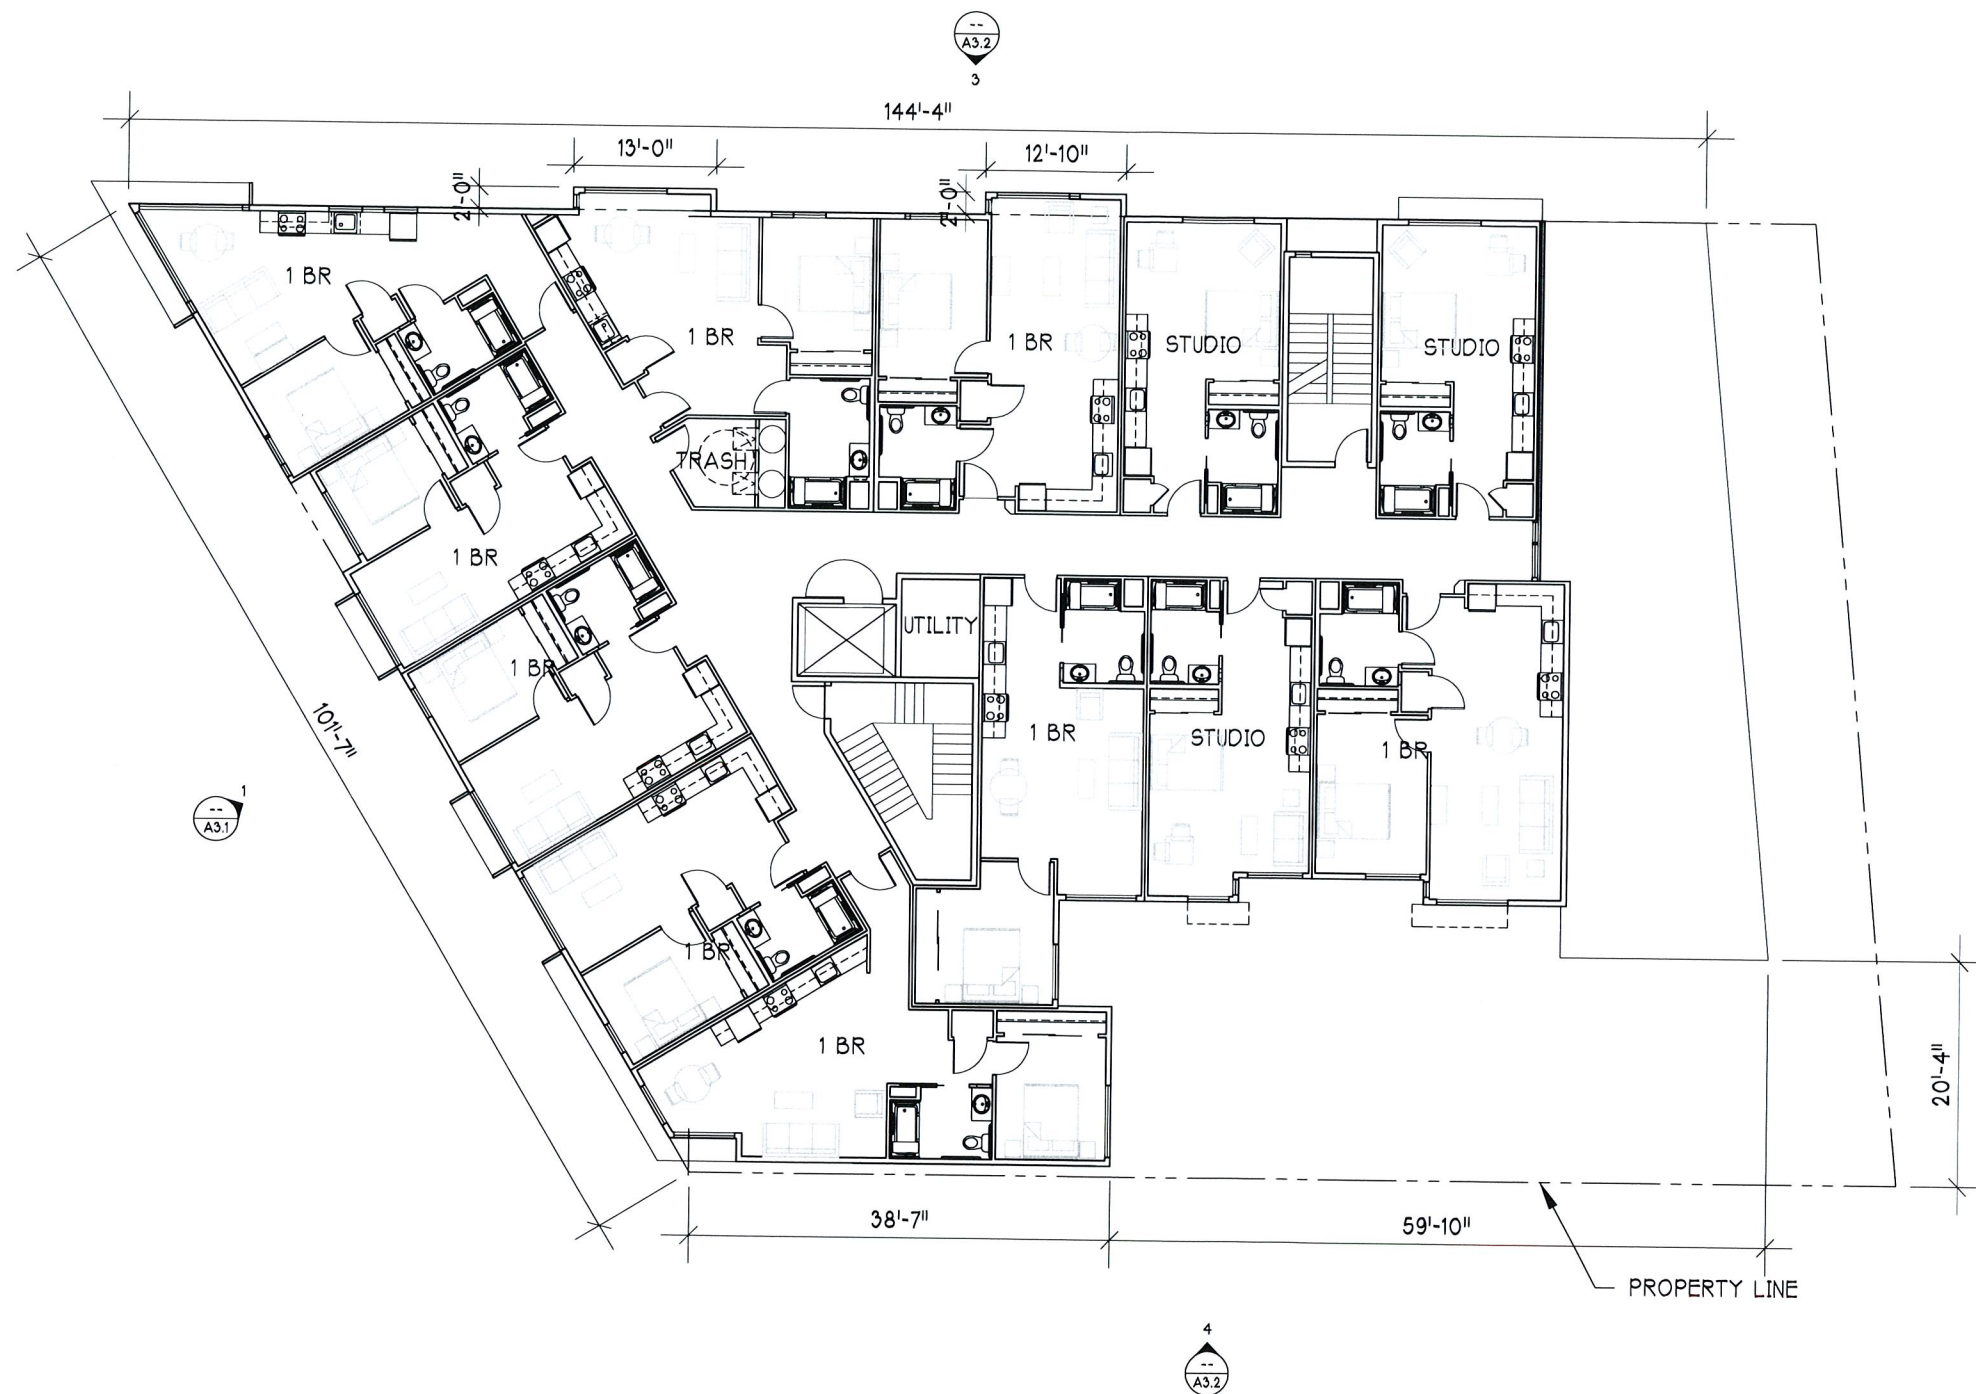 --
A3.2
3
144'-4"
13'-0"
12'-10"
2'-0"
2'-0"
1 BR
1 BR
1 BR
STUDIO
STUDIO
TRASH
1 BR
UTILITY
1 BR
101'-7"
1 BR
STUDIO
1 BR
1
--
A3.1
1 BR
1 BR
20'-4"
38'-7"
59'-10"
PROPERTY LINE
4
--
A3.2